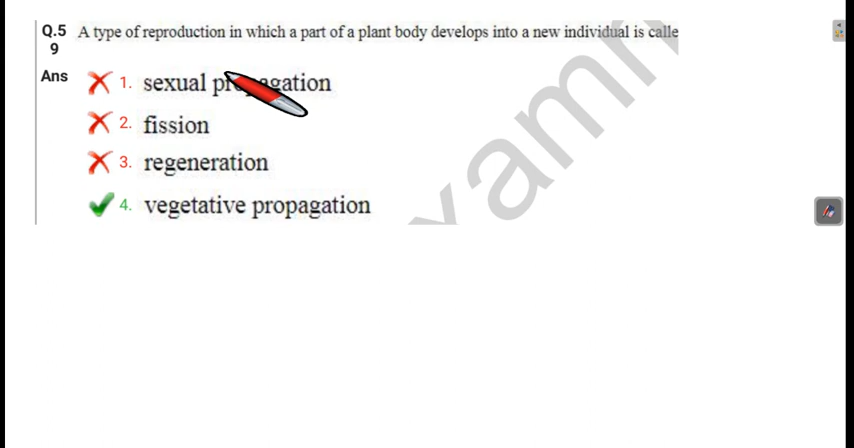 Q.5 A type of reproduction in which a part of a plant body develops into a new individual is calle
9
Ans 1. sexual
2. fission
3. regeneration
4. vegetative propagation